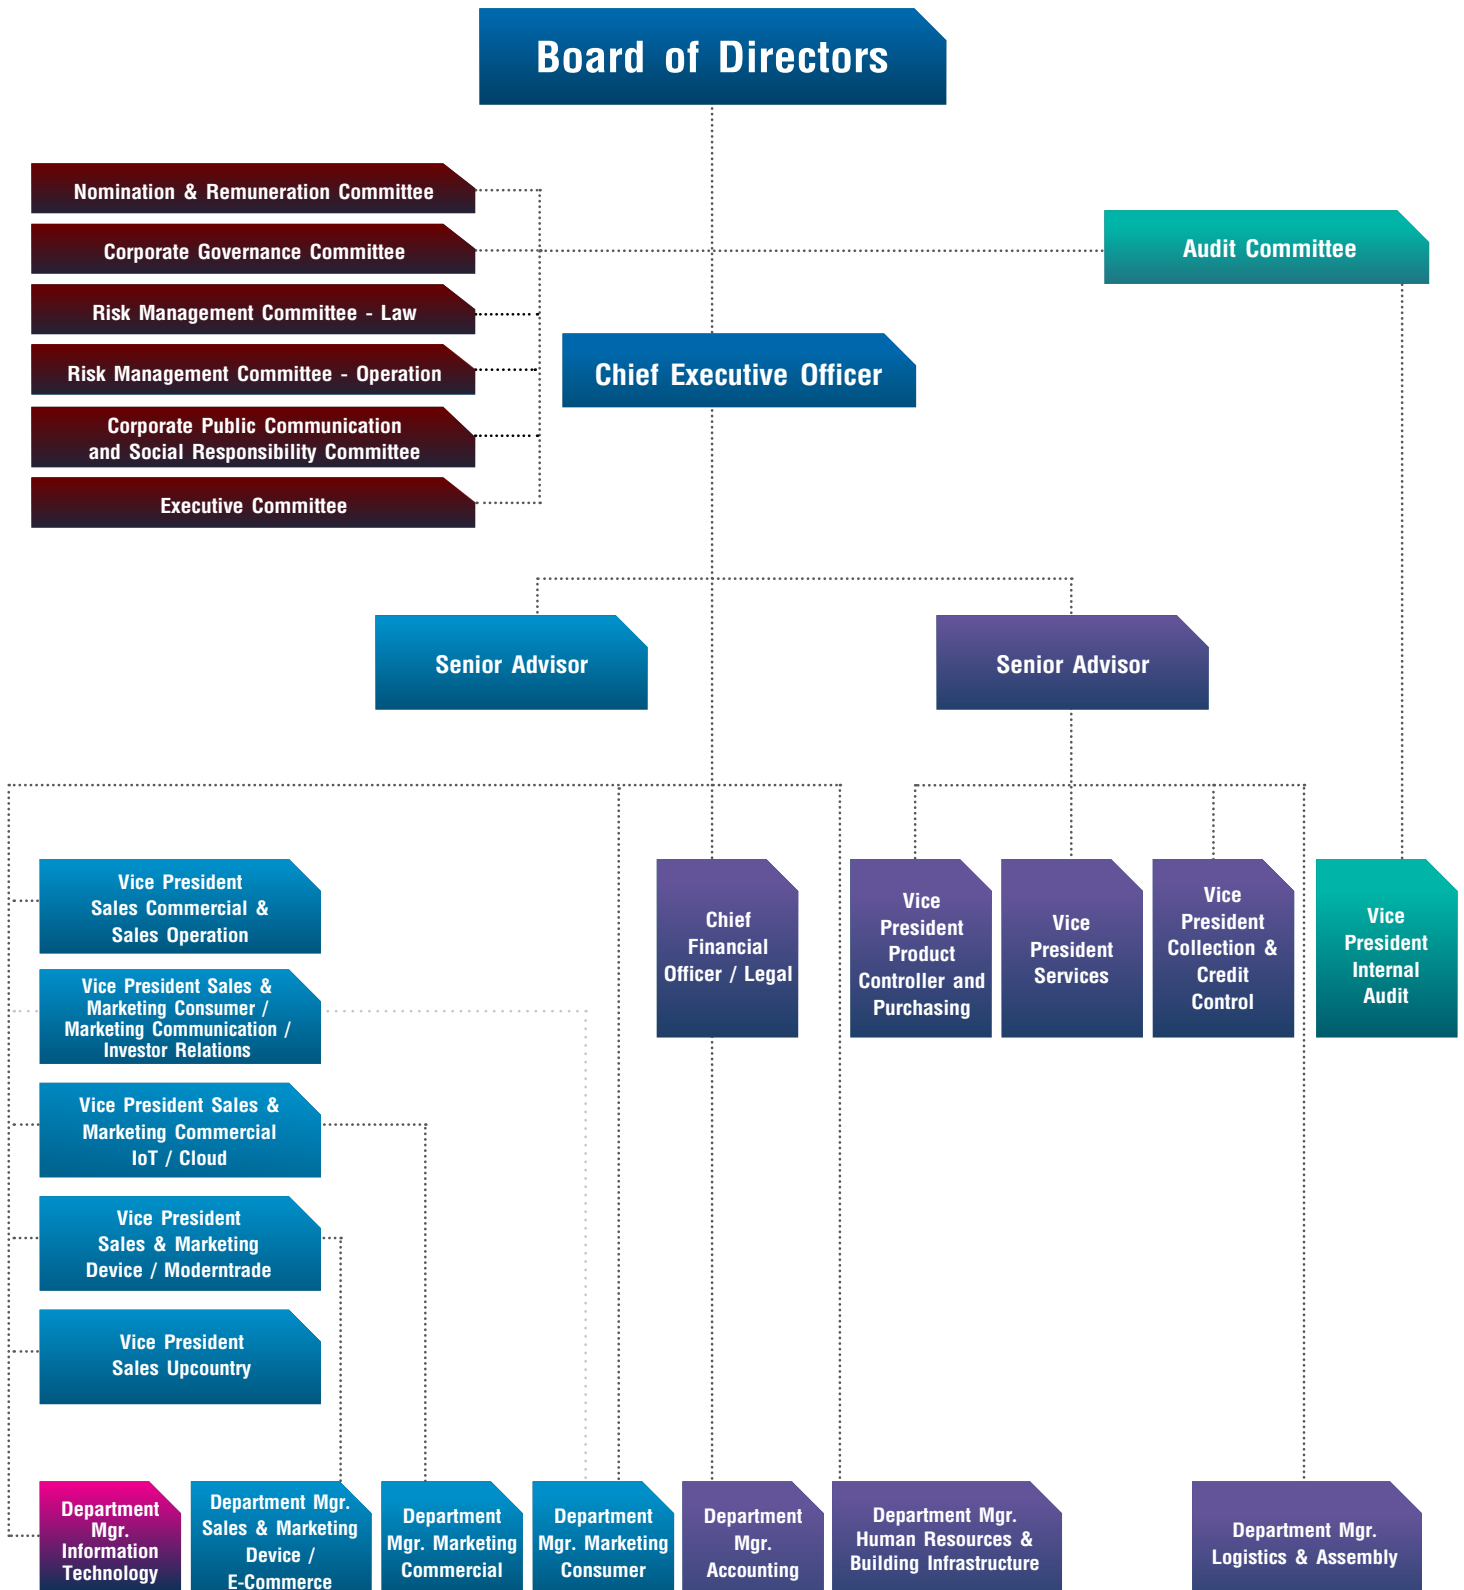 Board of Directors
Nomination & Remuneration Committee
Corporate Governance Committee
Audit Committee
Risk Management Committee - Law
Risk Management Committee - Operation
Chief Executive Officer
Corporate Public Communication
and Social Responsibility Committee
Executive Committee
Senior Advisor
Senior Advisor
Vice President
Sales Commercial &
Sales Operation
Vice President Sales &
Marketing Consumer /
Marketing Communication /
Investor Relations
Vice President Sales &
Marketing Commercial
IoT / Cloud
Vice President
Sales & Marketing
Device / Moderntrade
Vice President
Sales Upcountry
Chief
Financial
Officer / Legal
Vice
President
Product
Controller and
Purchasing
Vice
President
Services
Vice
President
Collection &
Credit
Control
Vice
President
Internal
Audit
Department
Mgr.
Information
Technology
Department Mgr.
Sales & Marketing
Device /
E-Commerce
Department
Mgr. Marketing
Commercial
Department
Mgr. Marketing
Consumer
Department
Mgr.
Accounting
Department Mgr.
Human Resources &
Building Infrastructure
Department Mgr.
Logistics & Assembly